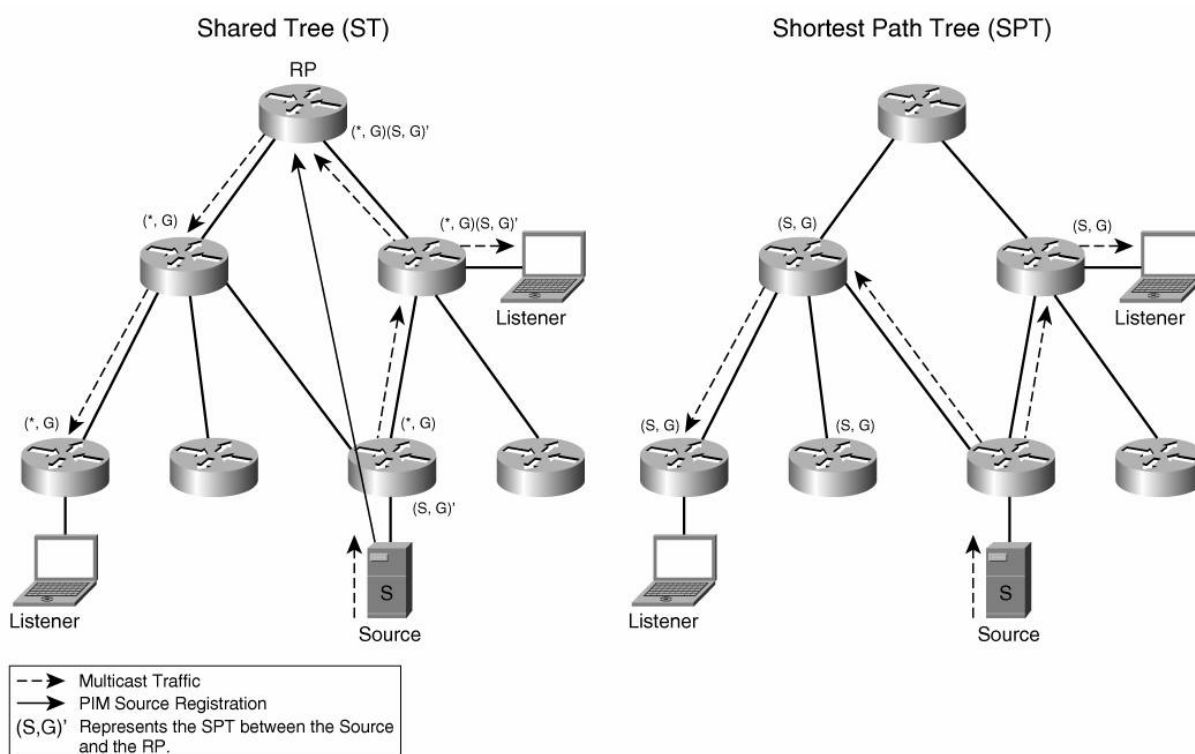 Shared Tree (ST)
RP
(*, G)(S, G)'
(*, G)
(*, G)(S, G)'
Listener
(*, G)
(*, G)
(S, G)'
Listener
S
Source
Shortest Path Tree (SPT)
(S, G)
(S, G)
Listener
(S, G)
(S, G)
Listener
S
Source
Multicast Traffic
PIM Source Registration
(S,G)' Represents the SPT between the Source
and the RP.